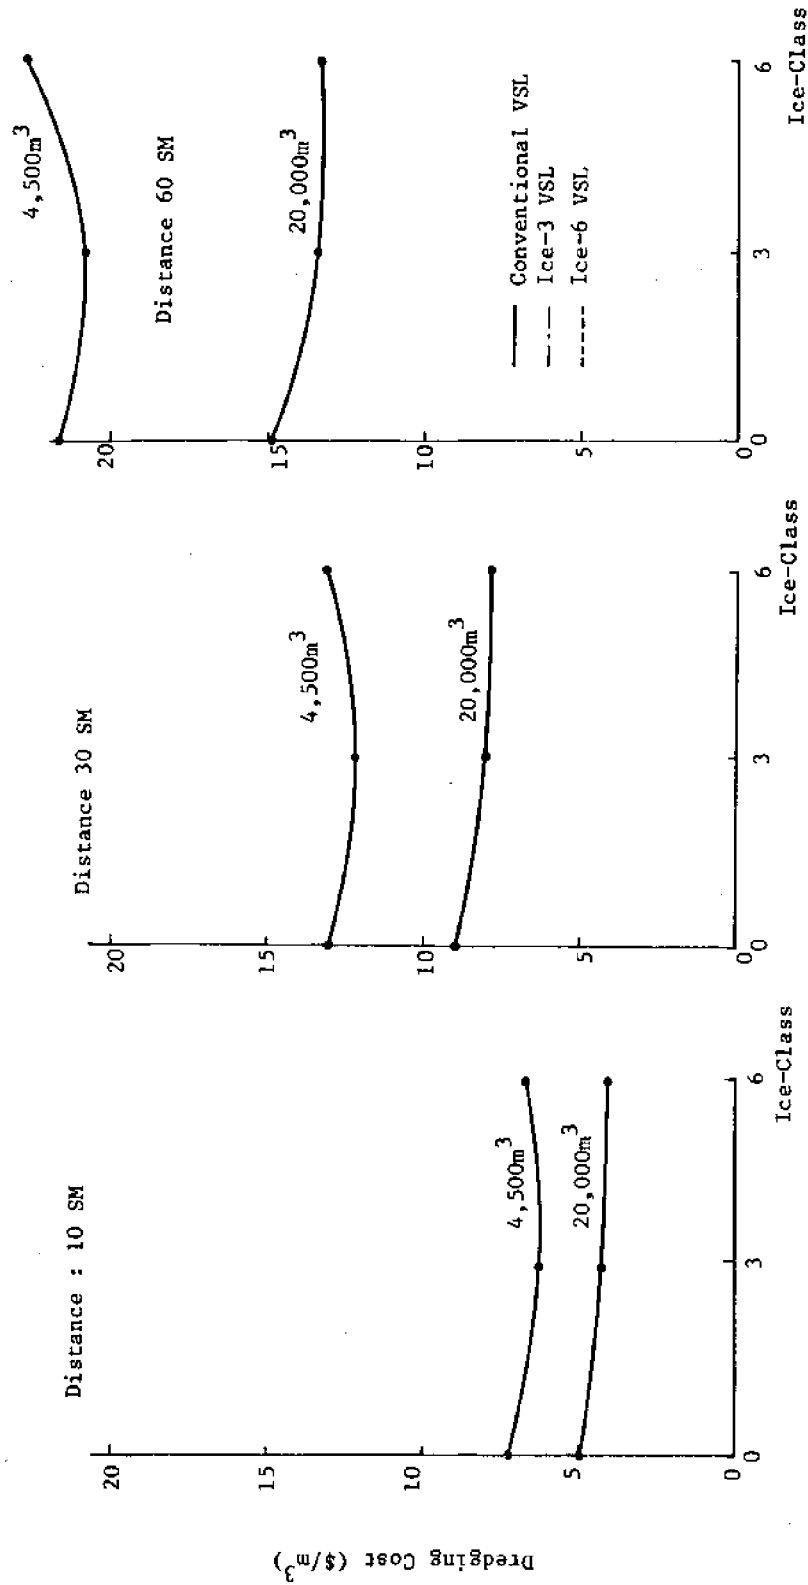 Dredging Cost ($/m³)
Distance : 10 SM
20
15
10
5
0
4,500m³
20,000m³
0
3
6
Ice-Class
Distance 30 SM
20
15
10
5
0
4,500m³
20,000m³
0
3
6
Ice-Class
Distance 60 SM
20
15
10
5
0
4,500m³
20,000m³
Conventional VSL
Ice-3 VSL
Ice-6 VSL
0
3
6
Ice-Class